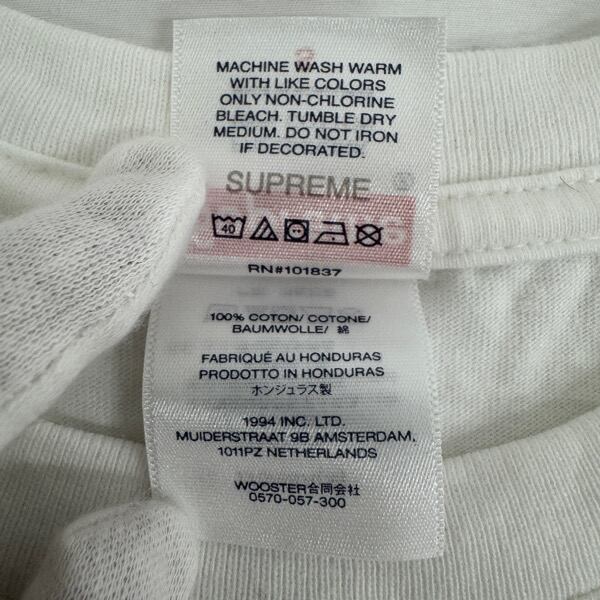 MACHINE WASH WARM
WITH LIKE COLORS
ONLY NON-CHLORINE
BLEACH. TUMBLE DRY
MEDIUM. DO NOT IRON
IF DECORATED.
SUPREME
40
RN#101837
100% COTON/ COTONE/
BAUMWOLLE/ 綿
FABRIQUÉ AU HONDURAS
PRODOTTO IN HONDURAS
ホンジュラス製
1994 INC. LTD.
MUIDERSTRAAT 9B AMSTERDAM,
1011PZ NETHERLANDS
WOOSTER合同会社
0570-057-300